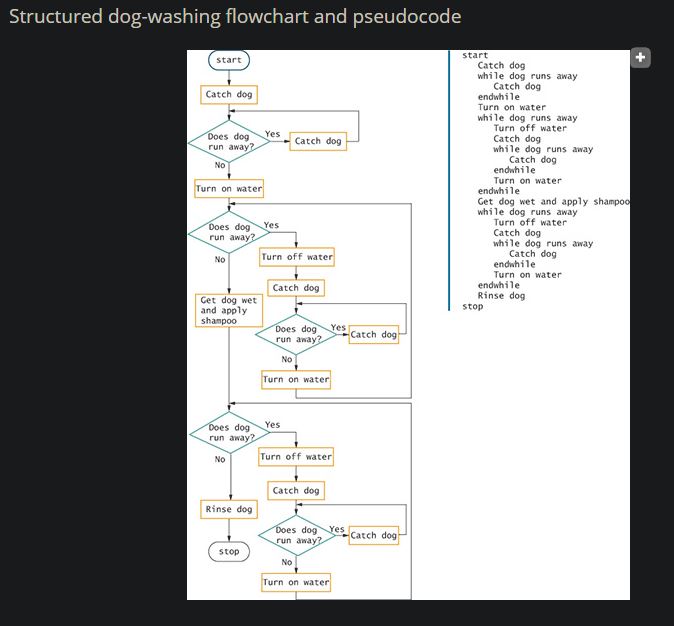 Structured dog-washing flowchart and pseudocode
start
Catch dog
Does dog
run away?
Yes
Catch dog
No
Turn on water
Does dog
run away?
Yes
Turn off water
Catch dog
Does dog
run away?
Yes
Catch dog
No
Turn on water
No
Get dog wet
and apply
shampoo
Does dog
run away?
Yes
Turn off water
Catch dog
Does dog
run away?
Yes
Catch dog
No
Turn on water
No
Rinse dog
stop
start
Catch dog
while dog runs away
Catch dog
endwhile
Turn on water
while dog runs away
Turn off water
Catch dog
while dog runs away
Catch dog
endwhile
Turn on water
endwhile
Get dog wet and apply shampoo
while dog runs away
Turn off water
Catch dog
while dog runs away
Catch dog
endwhile
Turn on water
endwhile
Rinse dog
stop